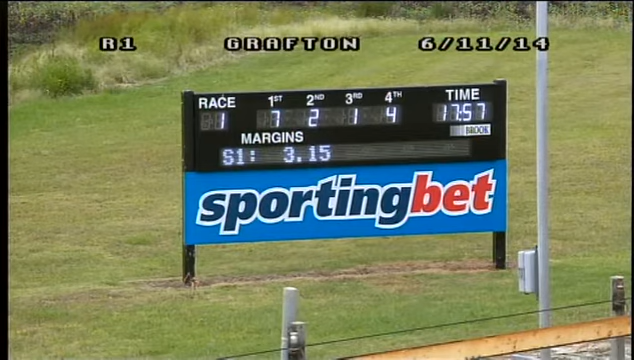 R1 GRAFTON 6/11/14
RACE 1ST 2ND 3RD 4TH TIME
1 7 2 1 4 17:57
MARGINS BROOK
S1: 3.15
sportingbet